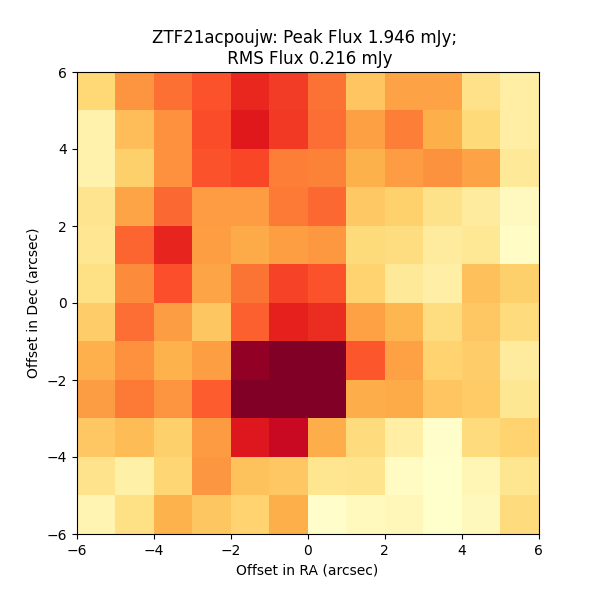 ZTF21acpoujw: Peak Flux 1.946 mJy;
RMS Flux 0.216 mJy
6
4
2
0
−2
−4
−6
Offset in Dec (arcsec)
−6 −4 −2 0 2 4 6
Offset in RA (arcsec)